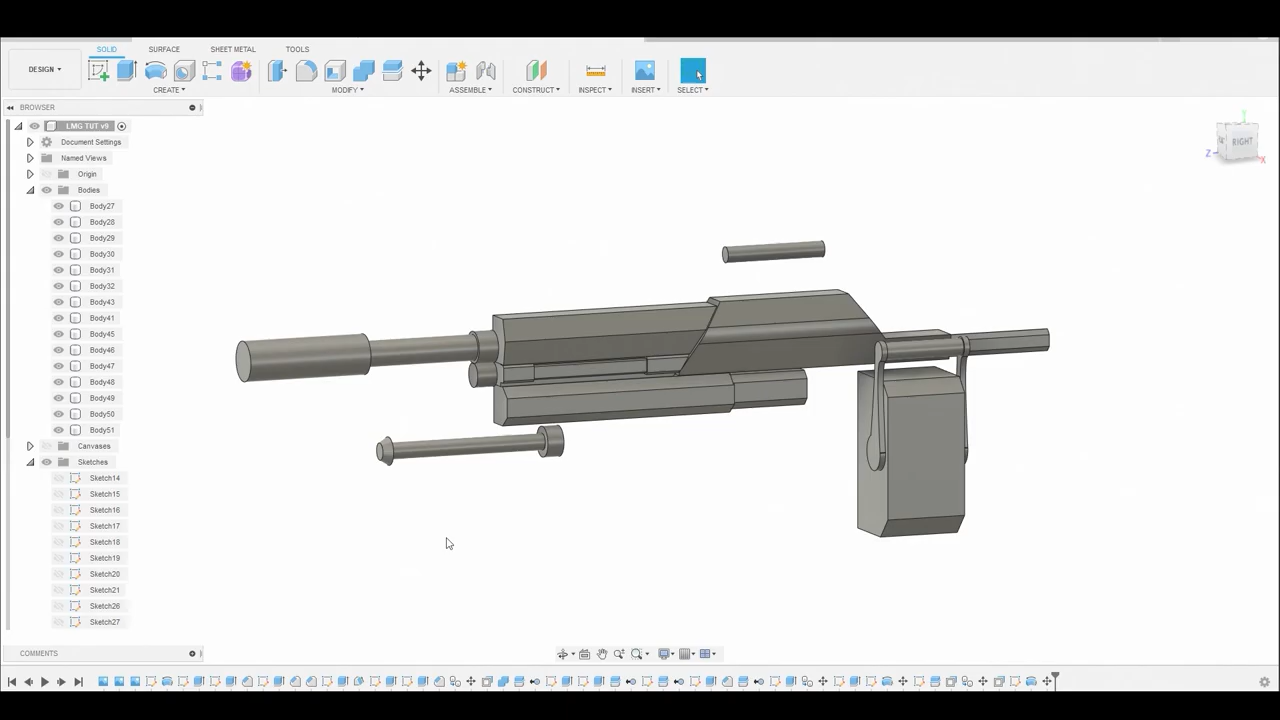 SOLID SURFACE SHEET METAL TOOLS
DESIGN
CREATE MODIFY ASSEMBLE CONSTRUCT INSPECT INSERT SELECT
BROWSER
LMG TUT v9
Document Settings
Named Views
Origin
Bodies
Body27
Body28
Body29
Body30
Body31
Body32
Body43
Body41
Body45
Body46
Body47
Body48
Body49
Body50
Body51
Canvases
Sketches
Sketch14
Sketch15
Sketch16
Sketch17
Sketch18
Sketch19
Sketch20
Sketch21
Sketch26
Sketch27
COMMENTS
RIGHT
Z
X